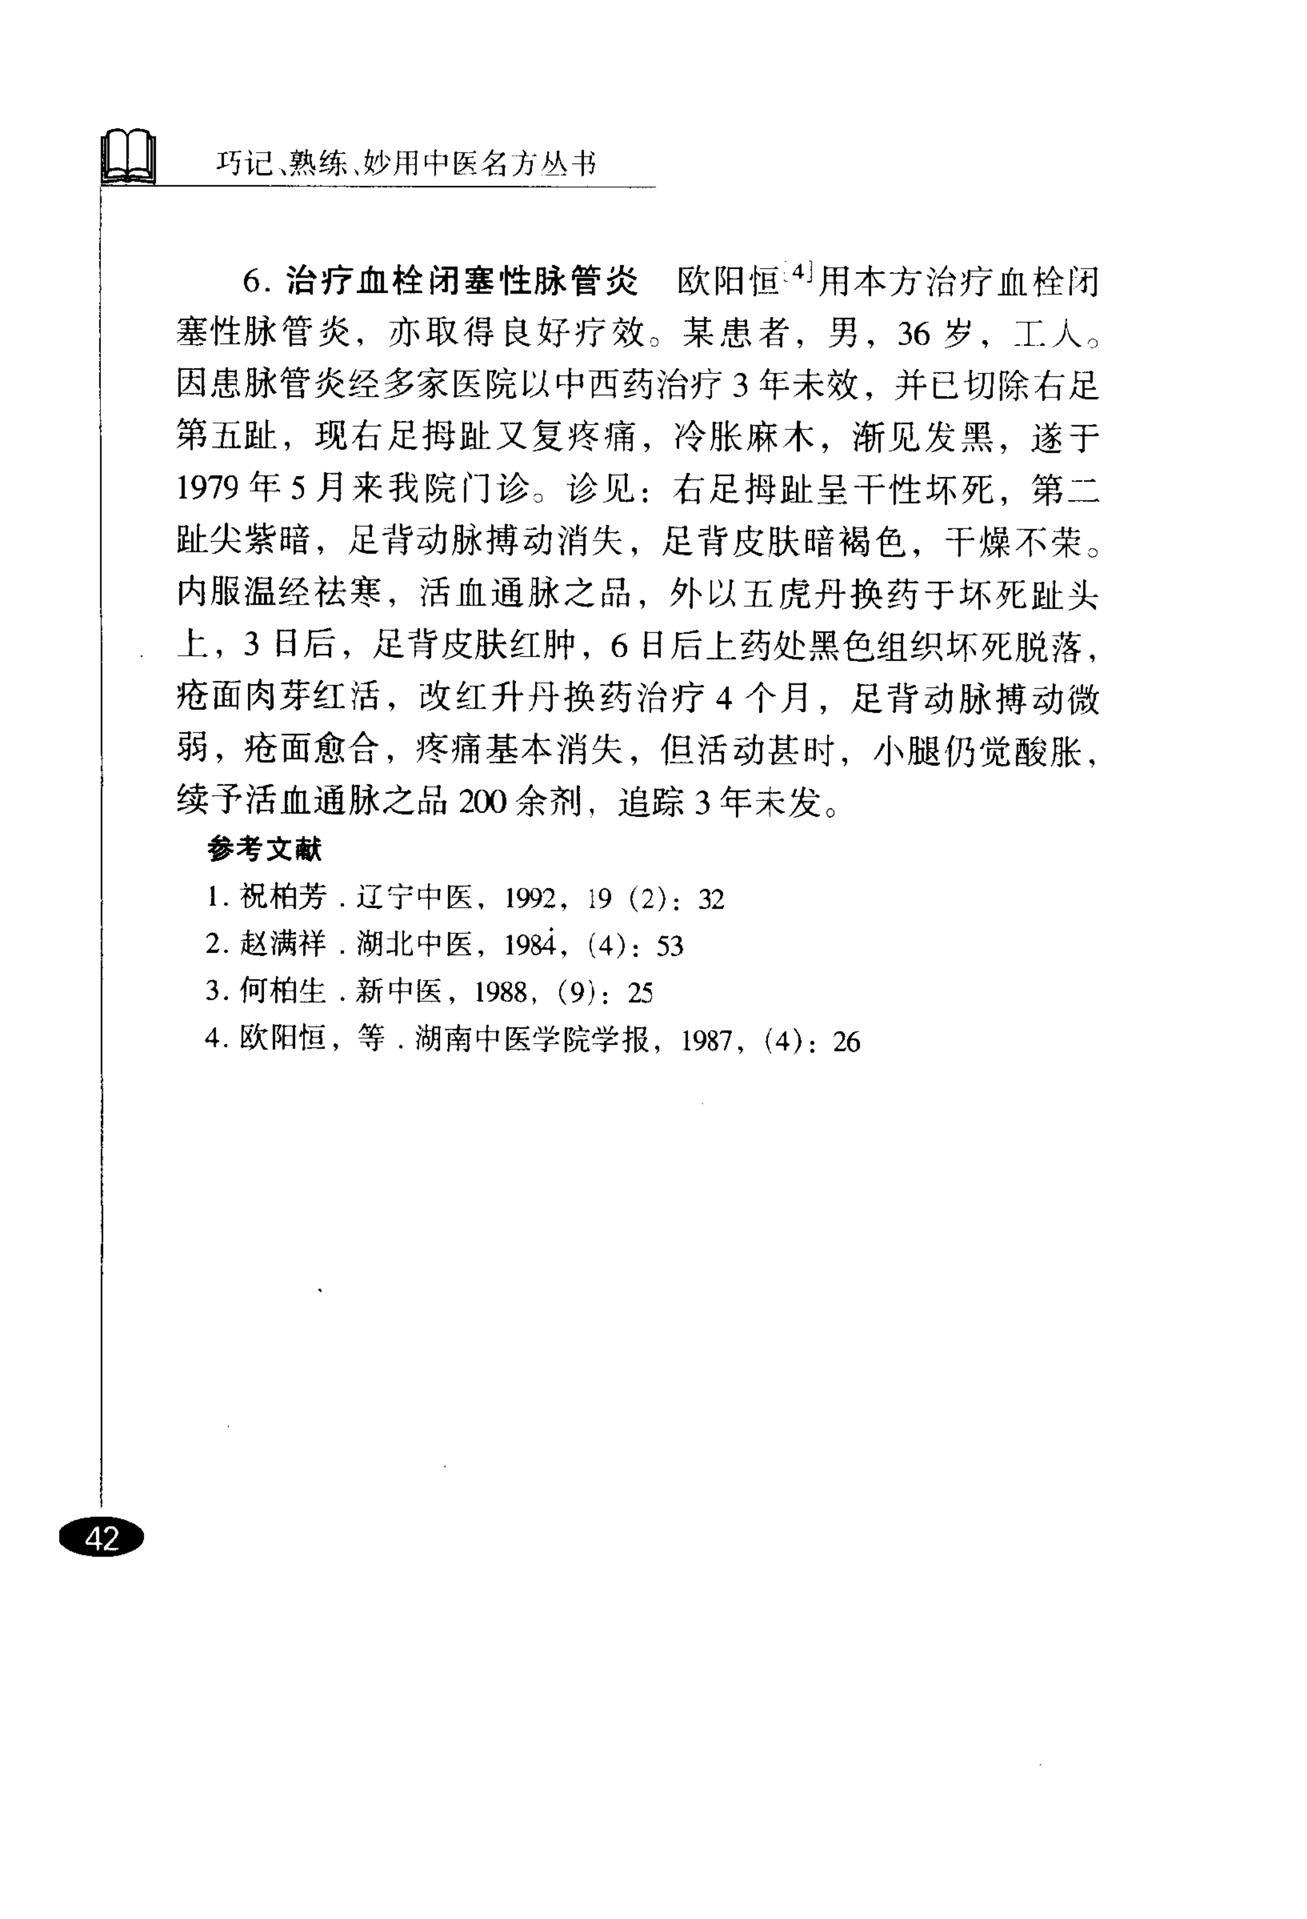 巧记、熟练、妙用中医名方丛书
6. 治疗血栓闭塞性脉管炎 欧阳恒[4]用本方治疗血栓闭
塞性脉管炎，亦取得良好疗效。某患者，男，36 岁，工人。
因患脉管炎经多家医院以中西药治疗 3 年未效，并已切除右足
第五趾，现右足拇趾又复疼痛，冷胀麻木，渐见发黑，遂于
1979 年 5 月来我院门诊。诊见：右足拇趾呈干性坏死，第二
趾尖紫暗，足背动脉搏动消失，足背皮肤暗褐色，干燥不荣。
内服温经祛寒，活血通脉之品，外以五虎丹换药于坏死趾头
上，3 日后，足背皮肤红肿，6 日后上药处黑色组织坏死脱落，
疮面肉芽红活，改红升丹换药治疗 4 个月，足背动脉搏动微
弱，疮面愈合，疼痛基本消失，但活动甚时，小腿仍觉酸胀，
续予活血通脉之品 200 余剂，追踪 3 年未发。
参考文献
1. 祝柏芳．辽宁中医，1992，19（2）：32
2. 赵满祥．湖北中医，1984，（4）：53
3. 何柏生．新中医，1988，（9）：25
4. 欧阳恒，等．湖南中医学院学报，1987，（4）：26
42